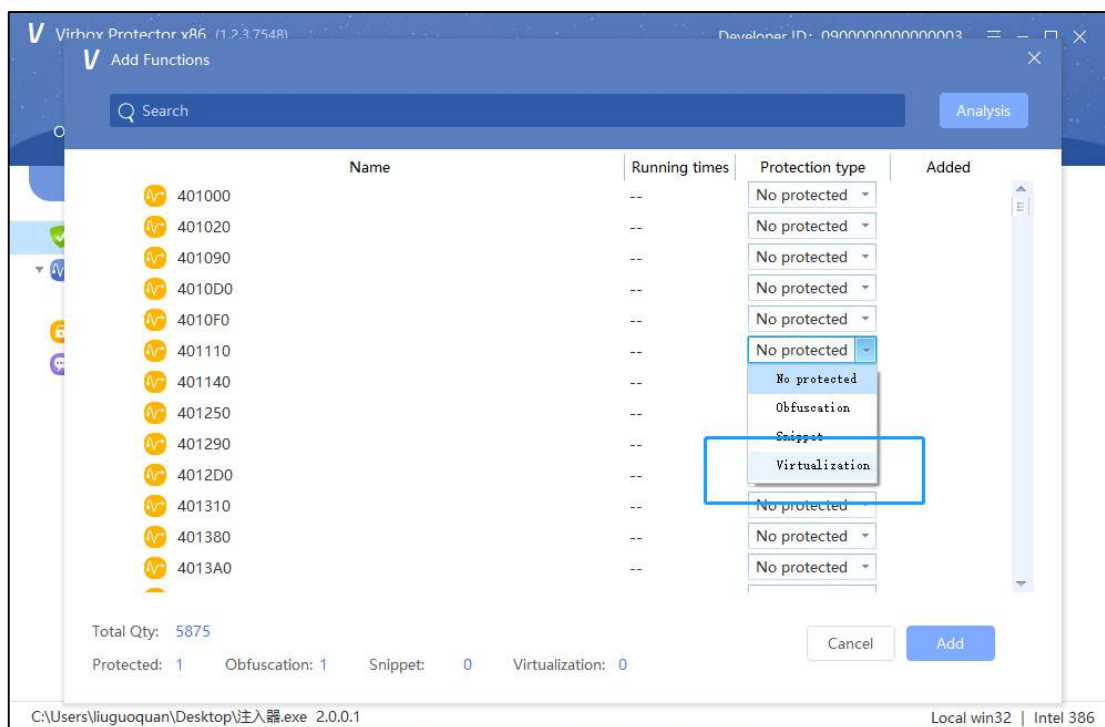 V Virbox Protector x86 (1.2.3.7548) Developer ID: 0900000000000003
V Add Functions
Search Analysis
Name Running times Protection type Added
401000 -- No protected
401020 -- No protected
401090 -- No protected
4010D0 -- No protected
4010F0 -- No protected
401110 -- No protected
401140 -- No protected
401250 -- Obfuscation
401290 -- Snippet
4012D0 -- Virtualization
401310 -- No protected
401380 -- No protected
4013A0 -- No protected
Total Qty: 5875
Cancel Add
Protected: 1 Obfuscation: 1 Snippet: 0 Virtualization: 0
C:\Users\liuguoquan\Desktop\注入器.exe 2.0.0.1 Local win32 | Intel 386